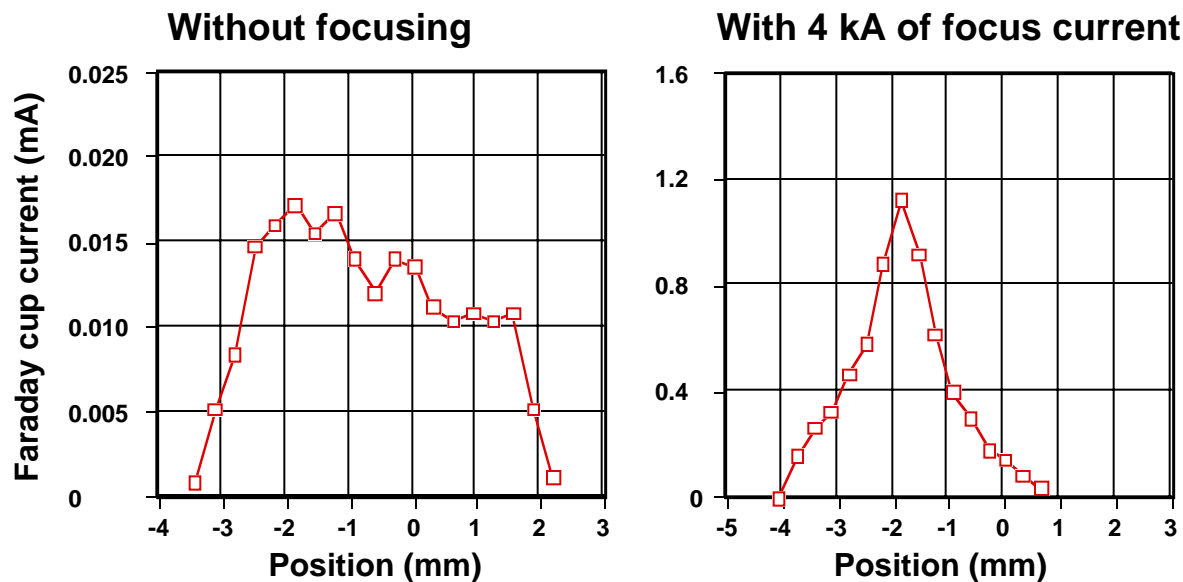 Without focusing
Faraday cup current (mA)
0.025
0.020
0.015
0.010
0.005
0
-4 -3 -2 -1 0 1 2 3
Position (mm)
With 4 kA of focus current
1.6
1.2
0.8
0.4
0
-5 -4 -3 -2 -1 0 1 2 3
Position (mm)